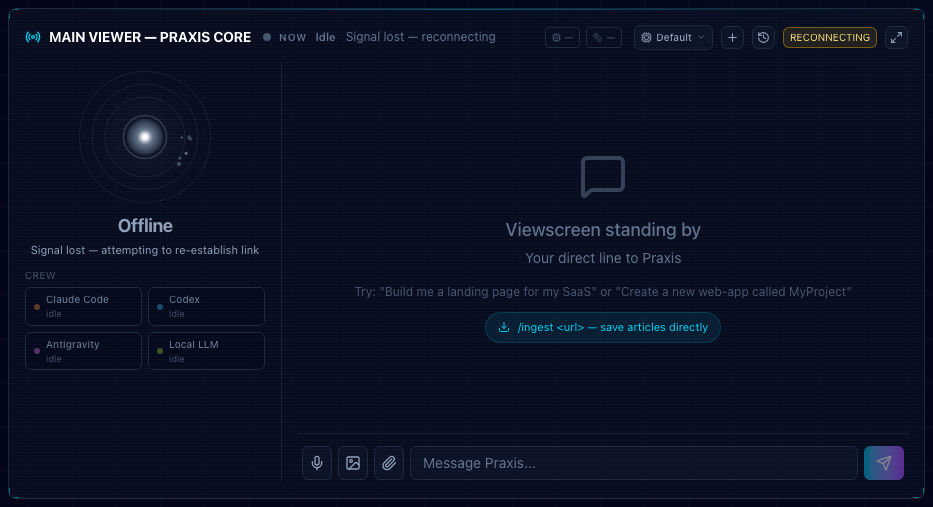 MAIN VIEWER — PRAXIS CORE NOW Idle Signal lost — reconnecting — — Default RECONNECTING
Offline
Signal lost — attempting to re-establish link
CREW
Claude Code
idle
Codex
idle
Antigravity
idle
Local LLM
idle
Viewscreen standing by
Your direct line to Praxis
Try: "Build me a landing page for my SaaS" or "Create a new web-app called MyProject"
/ingest <url> — save articles directly
Message Praxis...